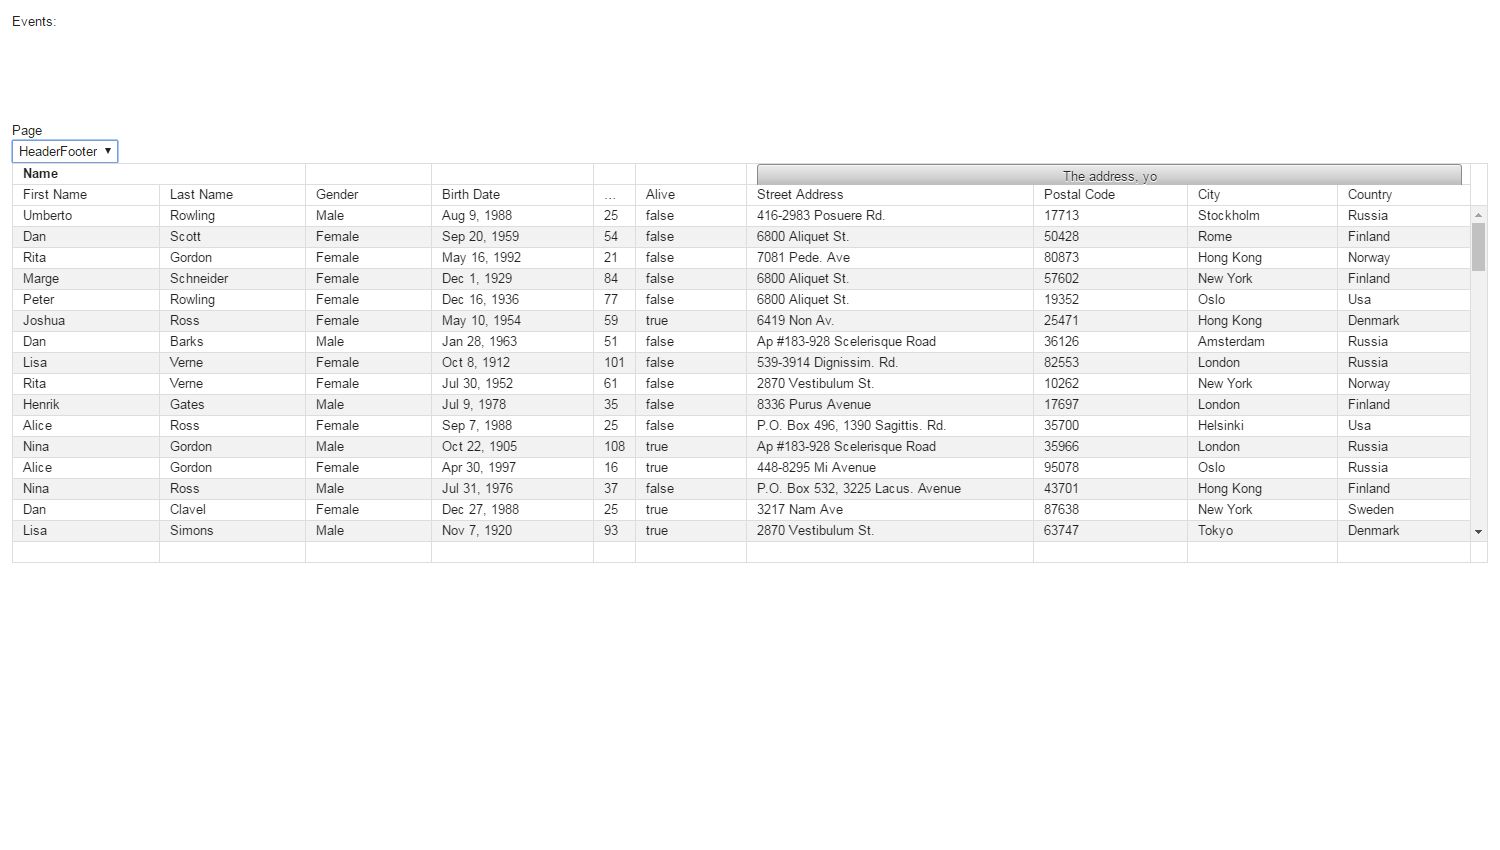 Events:
Page
HeaderFooter
Name The address, yo
First Name Last Name Gender Birth Date ... Alive Street Address Postal Code City Country
Umberto Rowling Male Aug 9, 1988 25 false 416-2983 Posuere Rd. 17713 Stockholm Russia
Dan Scott Female Sep 20, 1959 54 false 6800 Aliquet St. 50428 Rome Finland
Rita Gordon Female May 16, 1992 21 false 7081 Pede. Ave 80873 Hong Kong Norway
Marge Schneider Female Dec 1, 1929 84 false 6800 Aliquet St. 57602 New York Finland
Peter Rowling Female Dec 16, 1936 77 false 6800 Aliquet St. 19352 Oslo Usa
Joshua Ross Female May 10, 1954 59 true 6419 Non Av. 25471 Hong Kong Denmark
Dan Barks Male Jan 28, 1963 51 false Ap #183-928 Scelerisque Road 36126 Amsterdam Russia
Lisa Verne Female Oct 8, 1912 101 false 539-3914 Dignissim. Rd. 82553 London Russia
Rita Verne Female Jul 30, 1952 61 false 2870 Vestibulum St. 10262 New York Norway
Henrik Gates Male Jul 9, 1978 35 false 8336 Purus Avenue 17697 London Finland
Alice Ross Female Sep 7, 1988 25 false P.O. Box 496, 1390 Sagittis. Rd. 35700 Helsinki Usa
Nina Gordon Male Oct 22, 1905 108 true Ap #183-928 Scelerisque Road 35966 London Russia
Alice Gordon Female Apr 30, 1997 16 true 448-8295 Mi Avenue 95078 Oslo Russia
Nina Ross Male Jul 31, 1976 37 false P.O. Box 532, 3225 Lacus. Avenue 43701 Hong Kong Finland
Dan Clavel Female Dec 27, 1988 25 true 3217 Nam Ave 87638 New York Sweden
Lisa Simons Male Nov 7, 1920 93 true 2870 Vestibulum St. 63747 Tokyo Denmark